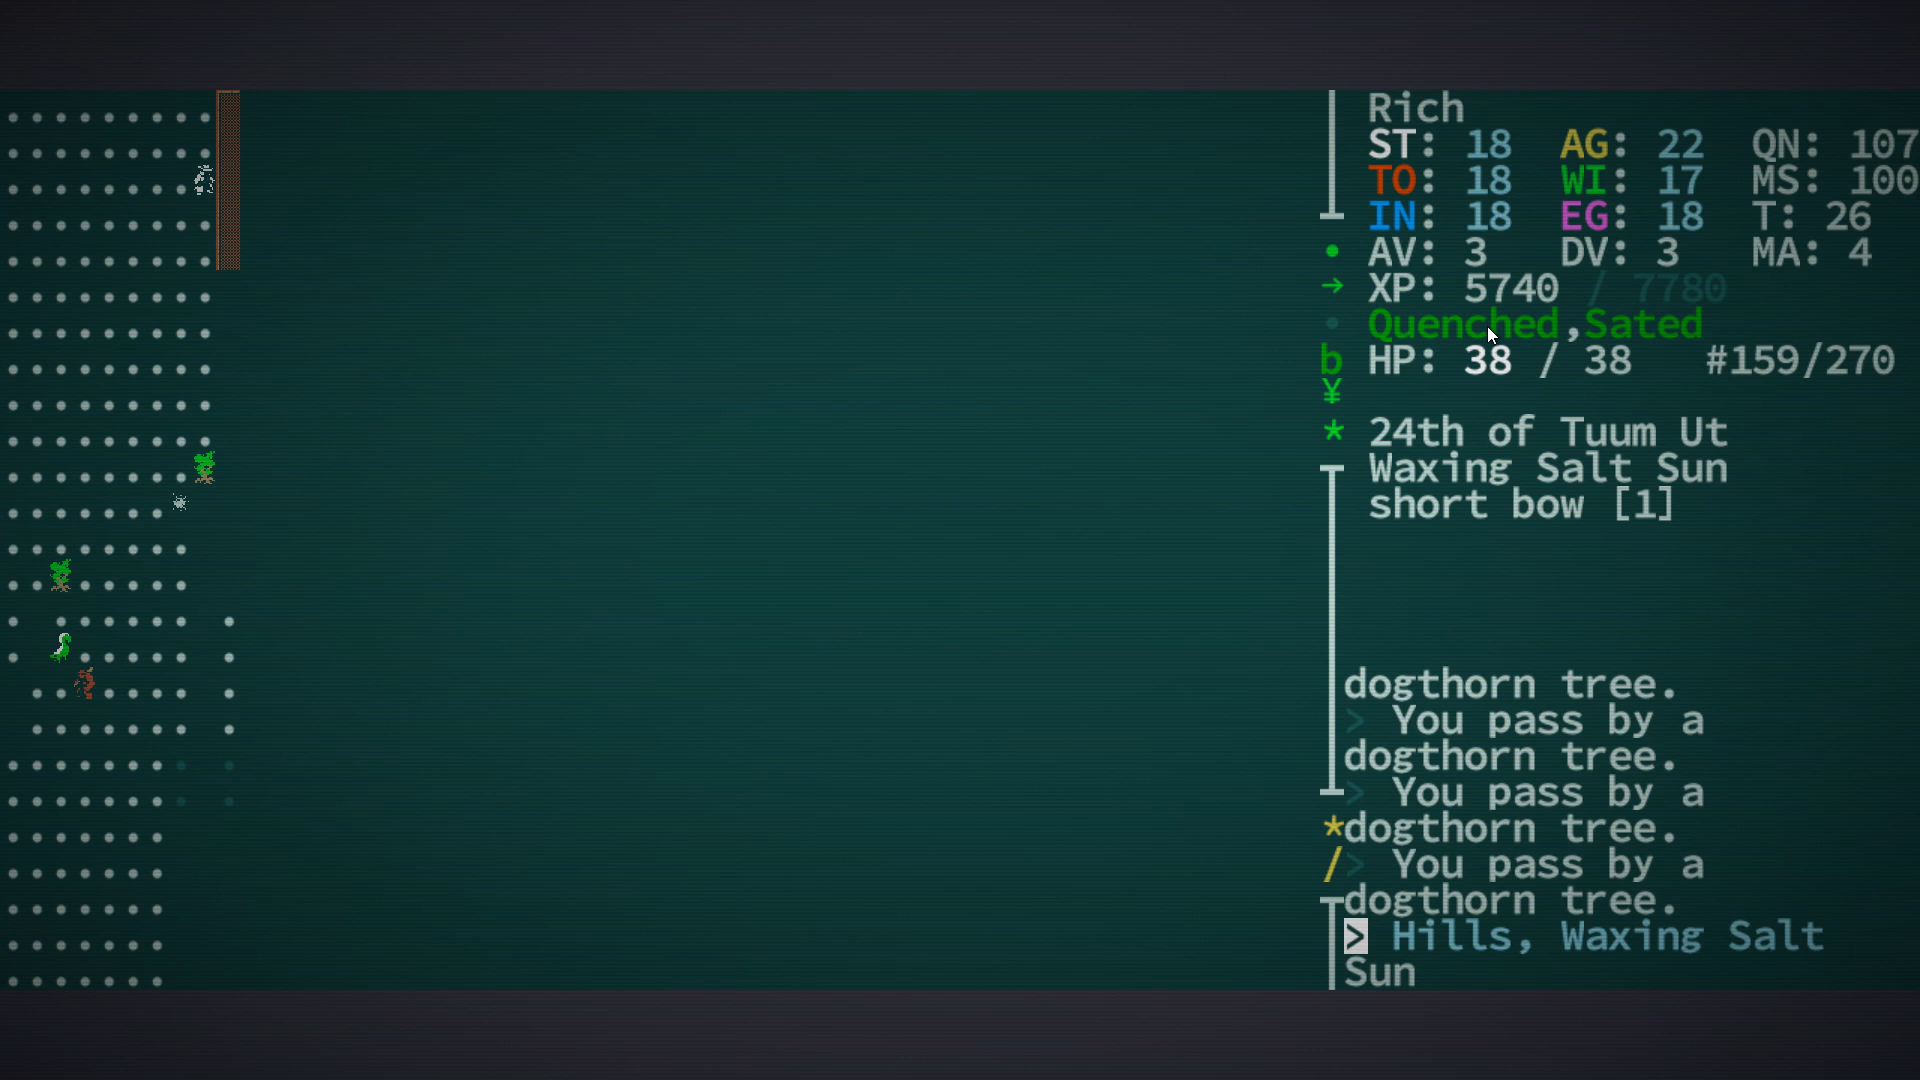 Rich
ST: 18 AG: 22 QN: 107
TO: 18 WI: 17 MS: 100
IN: 18 EG: 18 T: 26
AV: 3 DV: 3 MA: 4
→ XP: 5740 / 7780
Quenched,Sated
b HP: 38 / 38 #159/270
¥
* 24th of Tuum Ut
Waxing Salt Sun
short bow [1]
dogthorn tree.
> You pass by a
dogthorn tree.
> You pass by a
*dogthorn tree.
/> You pass by a
dogthorn tree.
> Hills, Waxing Salt
Sun